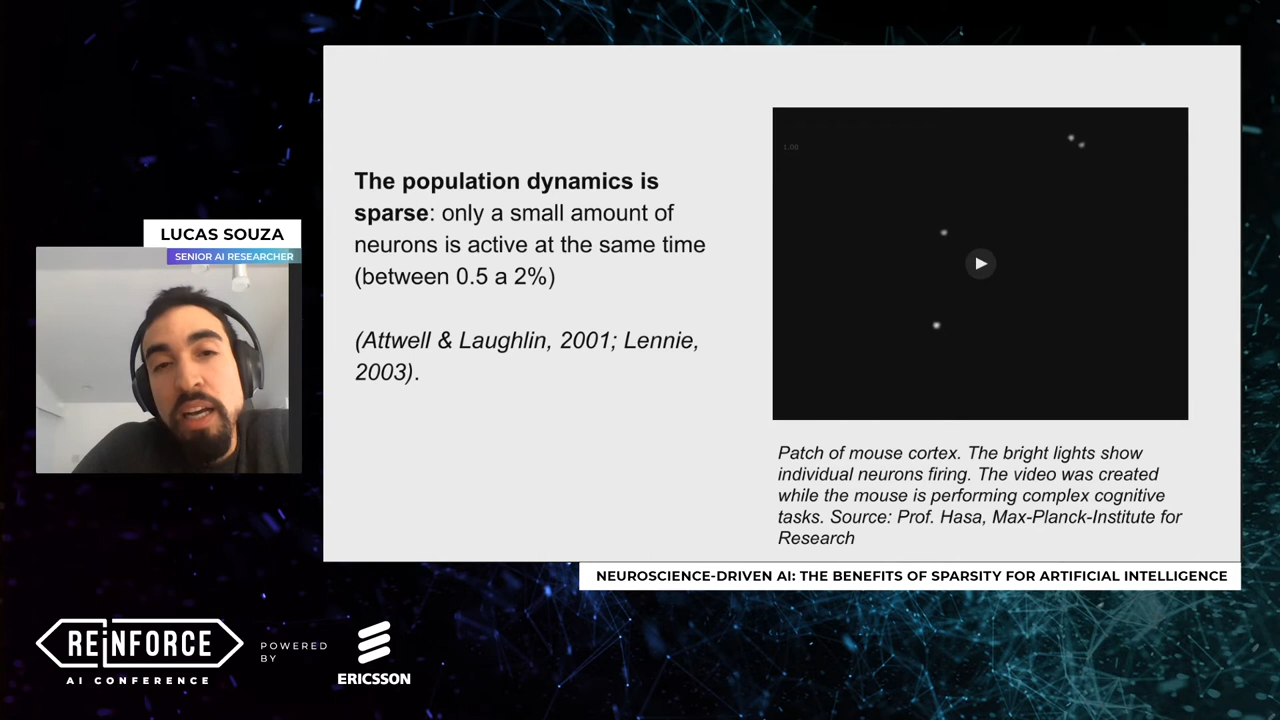 LUCAS SOUZA
SENIOR AI RESEARCHER
The population dynamics is
sparse: only a small amount of
neurons is active at the same time
(between 0.5 a 2%)
(Attwell & Laughlin, 2001; Lennie,
2003).
1.00
Patch of mouse cortex. The bright lights show
individual neurons firing. The video was created
while the mouse is performing complex cognitive
tasks. Source: Prof. Hasa, Max-Planck-Institute for
Research
NEUROSCIENCE-DRIVEN AI: THE BENEFITS OF SPARSITY FOR ARTIFICIAL INTELLIGENCE
REiNFORCE
AI CONFERENCE
POWERED
BY
ERICSSON